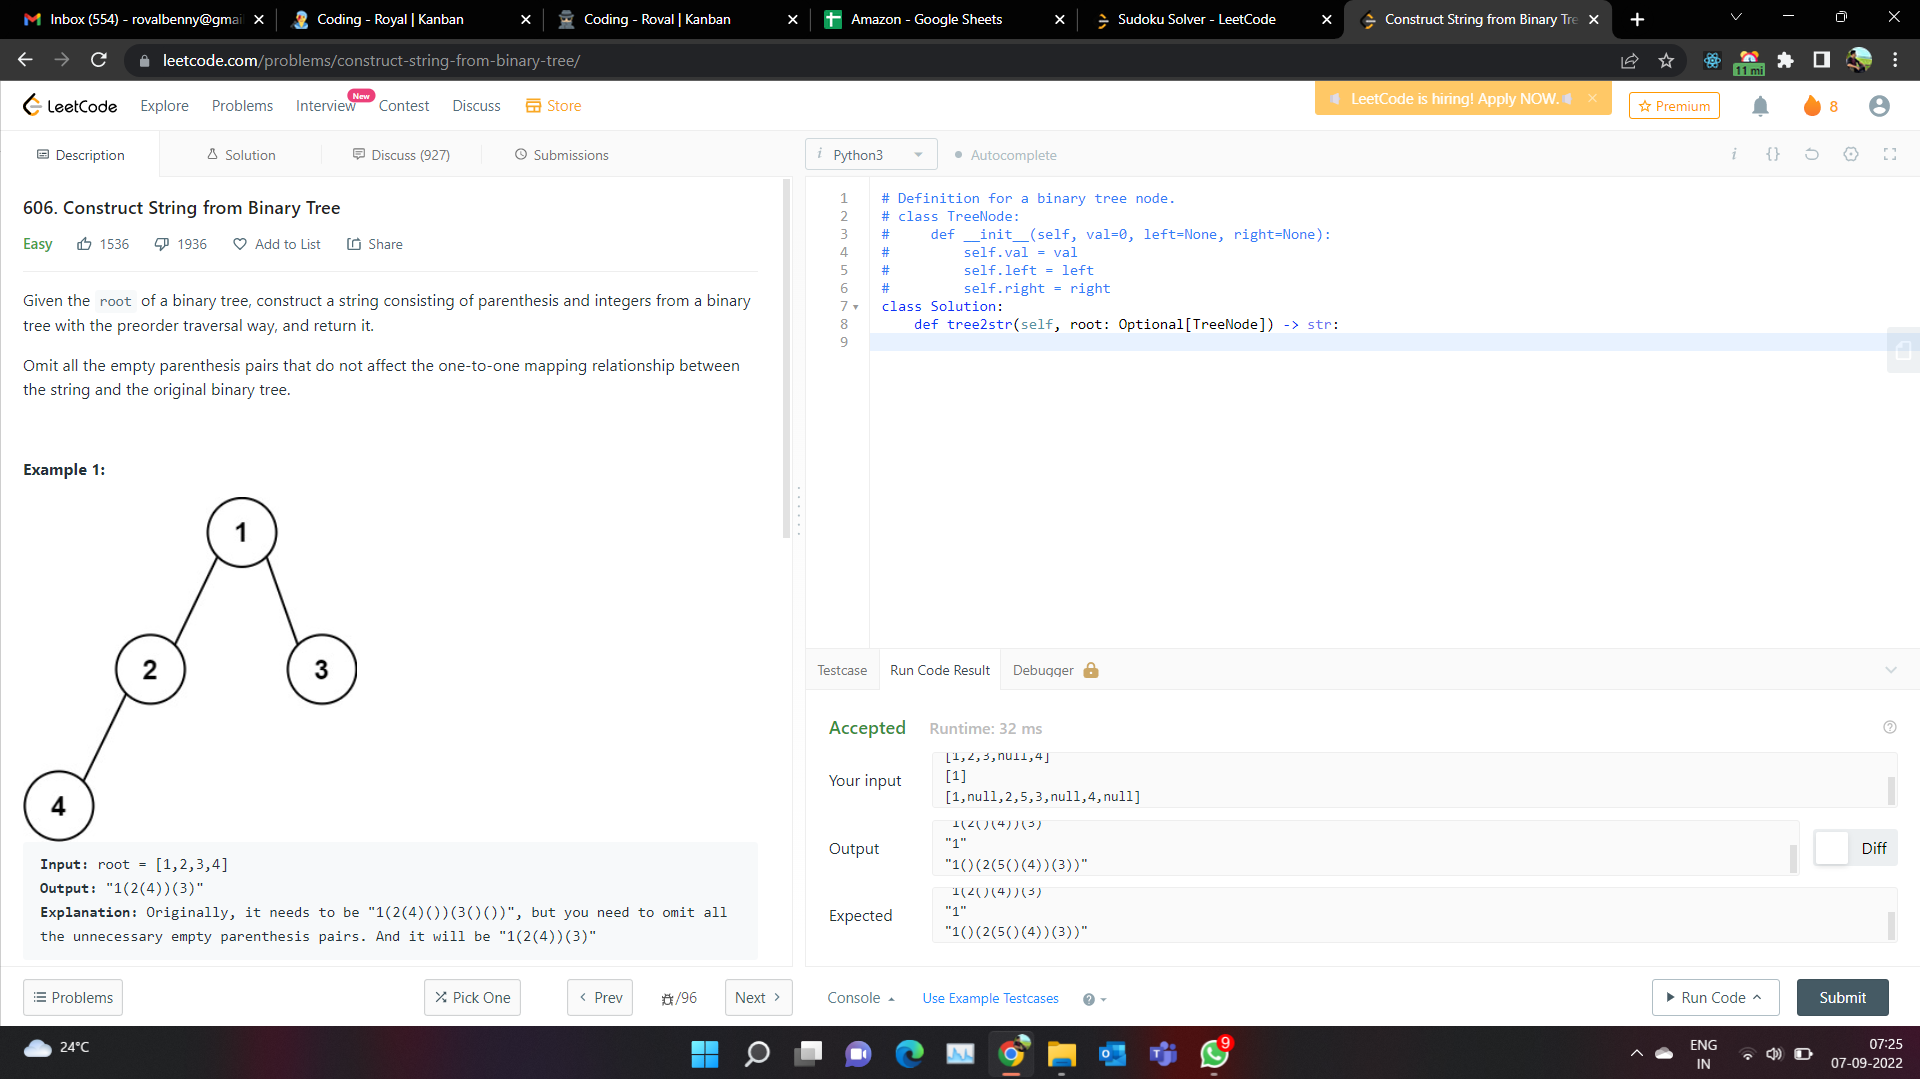 Inbox (554) - rovalbenny@gmai
Coding - Royal | Kanban
Coding - Roval | Kanban
Amazon - Google Sheets
Sudoku Solver - LeetCode
Construct String from Binary Tre
leetcode.com/problems/construct-string-from-binary-tree/
11 mi
LeetCode
Explore
Problems
Interview
New
Contest
Discuss
Store
LeetCode is hiring! Apply NOW.
Premium
8
Description
Solution
Discuss (927)
Submissions
i Python3
Autocomplete
i {}
606. Construct String from Binary Tree
Easy 1536 1936 Add to List Share
Given the root of a binary tree, construct a string consisting of parenthesis and integers from a binary
tree with the preorder traversal way, and return it.
Omit all the empty parenthesis pairs that do not affect the one-to-one mapping relationship between
the string and the original binary tree.
Example 1:
1
2
3
4
Input: root = [1,2,3,4]
Output: "1(2(4))(3)"
Explanation: Originally, it needs to be "1(2(4)())(3()())", but you need to omit all
the unnecessary empty parenthesis pairs. And it will be "1(2(4))(3)"
1 # Definition for a binary tree node.
2 # class TreeNode:
3 #     def __init__(self, val=0, left=None, right=None):
4 #         self.val = val
5 #         self.left = left
6 #         self.right = right
7 class Solution:
8     def tree2str(self, root: Optional[TreeNode]) -> str:
9
Testcase
Run Code Result
Debugger
Accepted
Runtime: 32 ms
Your input
[1,2,3,null,4]
[1]
[1,null,2,5,3,null,4,null]
Output
1(2()(4))(3)
"1"
"1()(2(5()(4))(3))"
Diff
Expected
1(2()(4))(3)
"1"
"1()(2(5()(4))(3))"
Problems
Pick One
Prev
/96
Next
Console
Use Example Testcases
Run Code
Submit
24°C
9
ENG
IN
07:25
07-09-2022